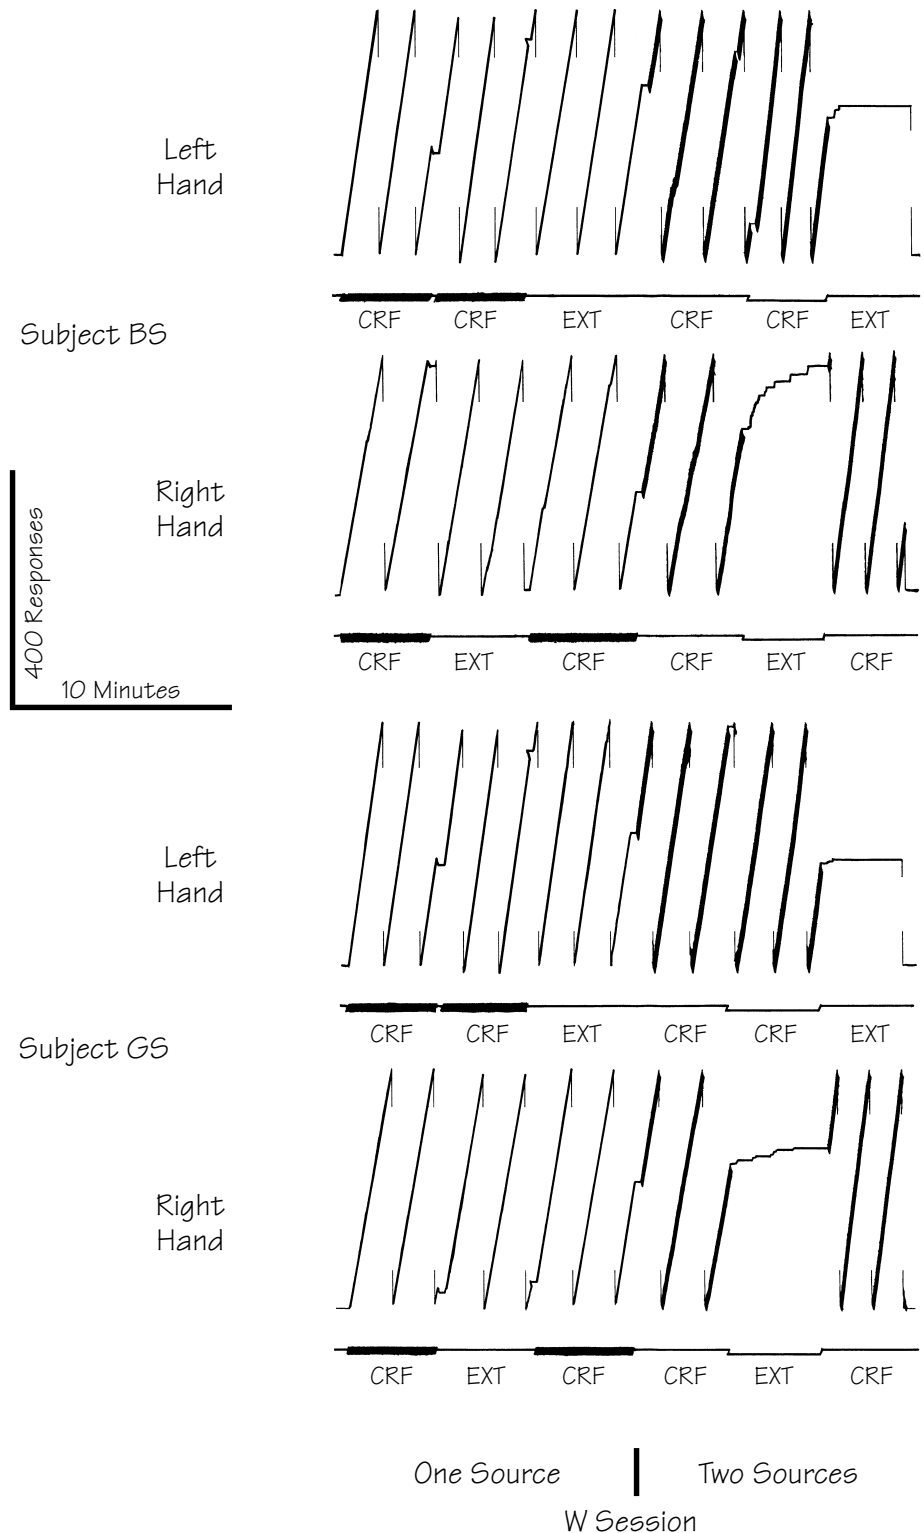 Left
Hand
CRF CRF EXT CRF CRF EXT
Subject BS
Right
Hand
400 Responses
10 Minutes
CRF EXT CRF CRF EXT CRF
Left
Hand
CRF CRF EXT CRF CRF EXT
Subject GS
Right
Hand
CRF EXT CRF CRF EXT CRF
One Source Two Sources
W Session